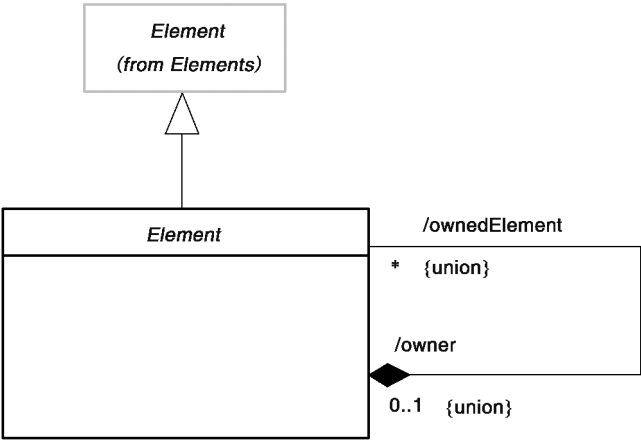 Element
(from Elements)
Element
/ownedElement
* {union}
/owner
0..1 {union}